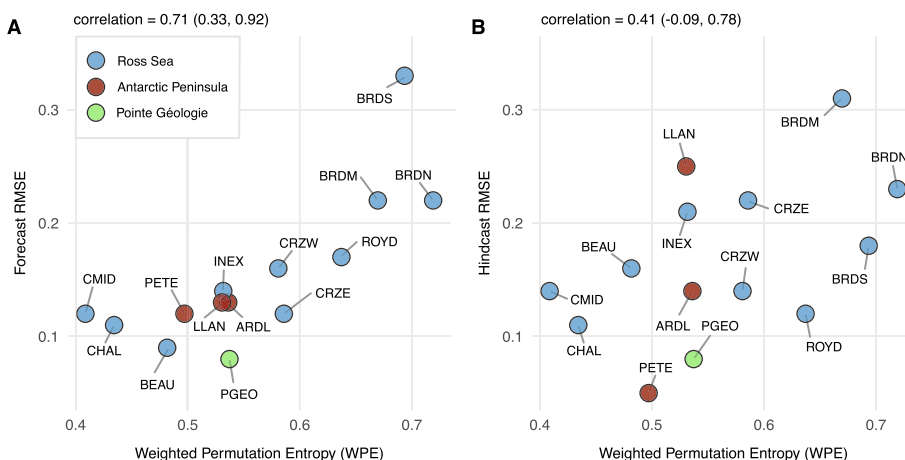 correlation = 0.71 (0.33, 0.92)
A
Ross Sea
Antarctic Peninsula
Pointe Géologie
BRDS
BRDM
BRDN
CRZW
ROYD
INEX
CMID
PETE
CRZE
LLAN
ARDL
CHAL
BEAU
PGEO
0.3
0.2
0.1
Forecast RMSE
0.4
0.5
0.6
0.7
Weighted Permutation Entropy (WPE)
correlation = 0.41 (-0.09, 0.78)
B
BRDM
LLAN
BRDN
CRZE
INEX
BEAU
CRZW
BRDS
CMID
ARDL
PGEO
CHAL
ROYD
PETE
0.3
0.2
0.1
Hindcast RMSE
0.4
0.5
0.6
0.7
Weighted Permutation Entropy (WPE)